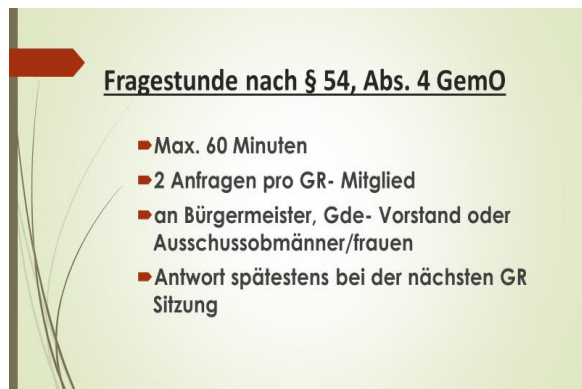 Fragestunde nach § 54, Abs. 4 GemO
Max. 60 Minuten
2 Anfragen pro GR- Mitglied
an Bürgermeister, Gde- Vorstand oder
Ausschussobmänner/frauen
Antwort spätestens bei der nächsten GR
Sitzung